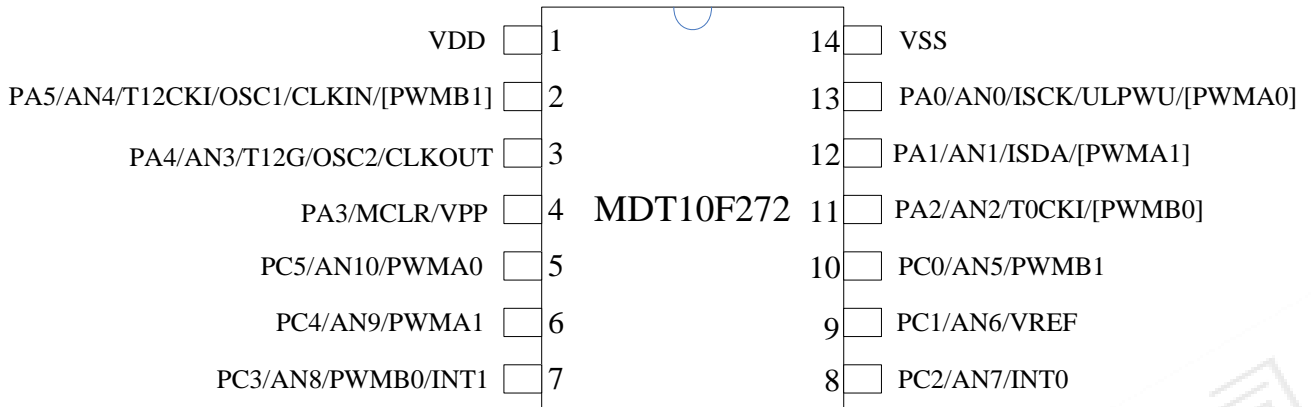 VDD 1 14 VSS
PA5/AN4/T12CKI/OSC1/CLKIN/[PWMB1] 2 13 PA0/AN0/ISCK/ULPWU/[PWMA0]
PA4/AN3/T12G/OSC2/CLKOUT 3 12 PA1/AN1/ISDA/[PWMA1]
PA3/MCLR/VPP 4 MDT10F272 11 PA2/AN2/T0CKI/[PWMB0]
PC5/AN10/PWMA0 5 10 PC0/AN5/PWMB1
PC4/AN9/PWMA1 6 9 PC1/AN6/VREF
PC3/AN8/PWMB0/INT1 7 8 PC2/AN7/INT0